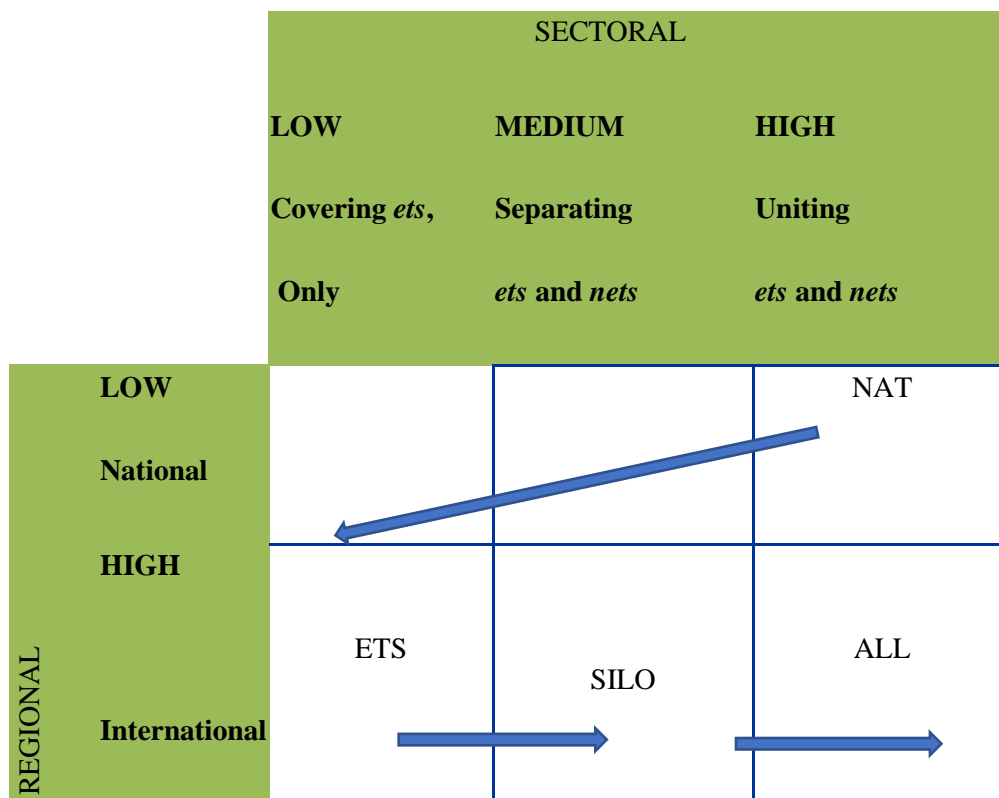 SECTORAL
LOW MEDIUM HIGH
Covering ets, Separating Uniting
Only ets and nets ets and nets
LOW NAT
National
HIGH
ETS ALL
SILO
International
REGIONAL